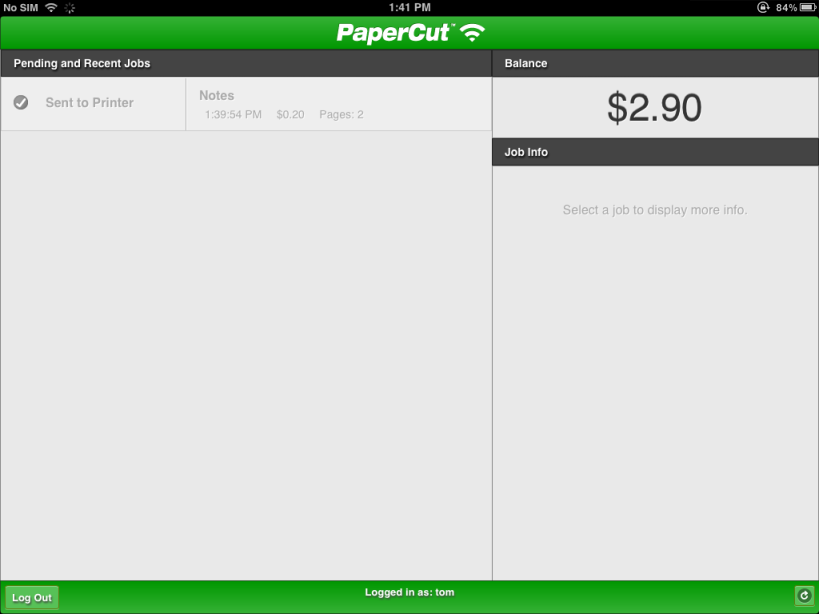 No SIM 1:41 PM 84%
PaperCut™
Pending and Recent Jobs
Balance
Sent to Printer
Notes
1:39:54 PM $0.20 Pages: 2
$2.90
Job Info
Select a job to display more info.
Log Out
Logged in as: tom